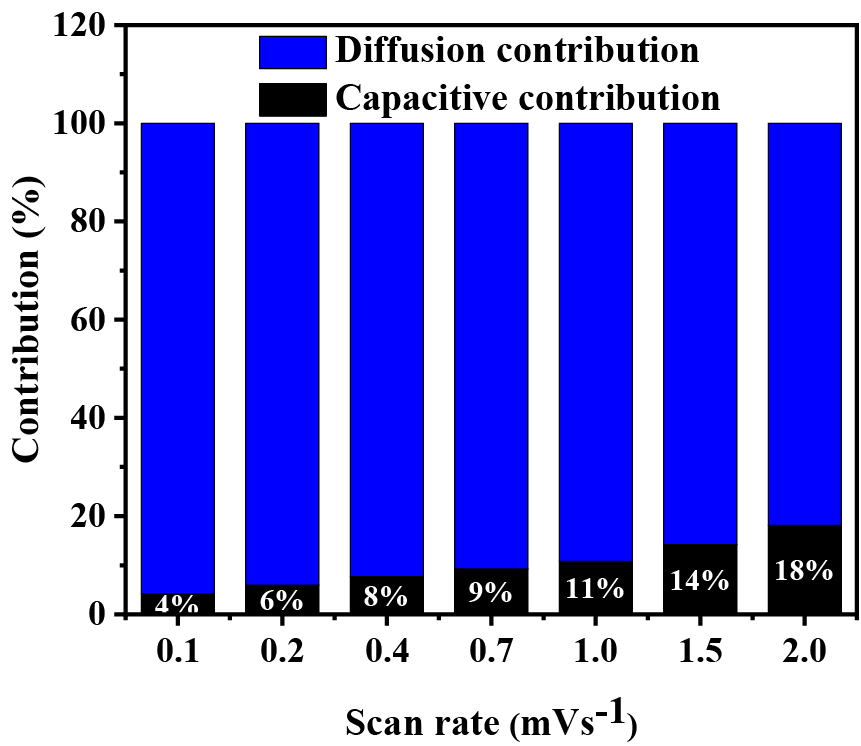 120
100
80
60
40
20
0
Contribution (%)
Diffusion contribution
Capacitive contribution
4%
6%
8%
9%
11%
14%
18%
0.1 0.2 0.4 0.7 1.0 1.5 2.0
Scan rate (mVs⁻¹)